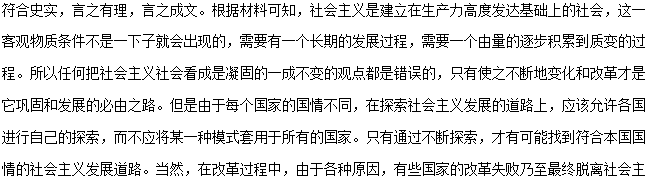 符合史实，言之有理，言之成文。根据材料可知，社会主义是建立在生产力高度发达基础上的社会，这一
客观物质条件不是一下子就会出现的，需要有一个长期的发展过程，需要一个由量的逐步积累到质变的过
程。所以任何把社会主义社会看成是凝固的一成不变的观点都是错误的，只有使之不断地变化和改革才是
它巩固和发展的必由之路。但是由于每个国家的国情不同，在探索社会主义发展的道路上，应该允许各国
进行自己的探索，而不应将某一种模式套用于所有的国家。只有通过不断探索，才有可能找到符合本国国
情的社会主义发展道路。当然，在改革过程中，由于各种原因，有些国家的改革失败乃至最终脱离社会主